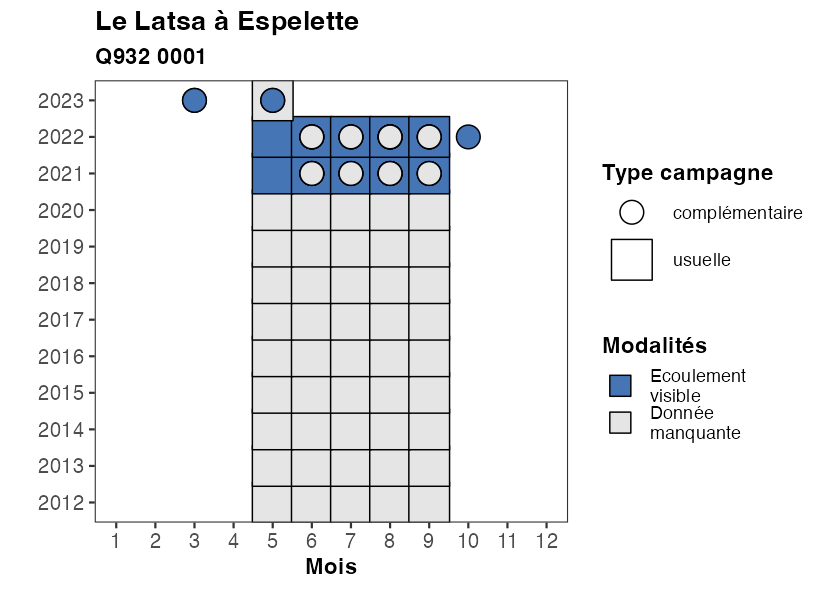 Le Latsa à Espelette
Q932 0001
2023
2022
2021
2020
2019
2018
2017
2016
2015
2014
2013
2012
1 2 3 4 5 6 7 8 9 10 11 12
Mois
Type campagne
complémentaire
usuelle
Modalités
Ecoulement
visible
Donnée
manquante